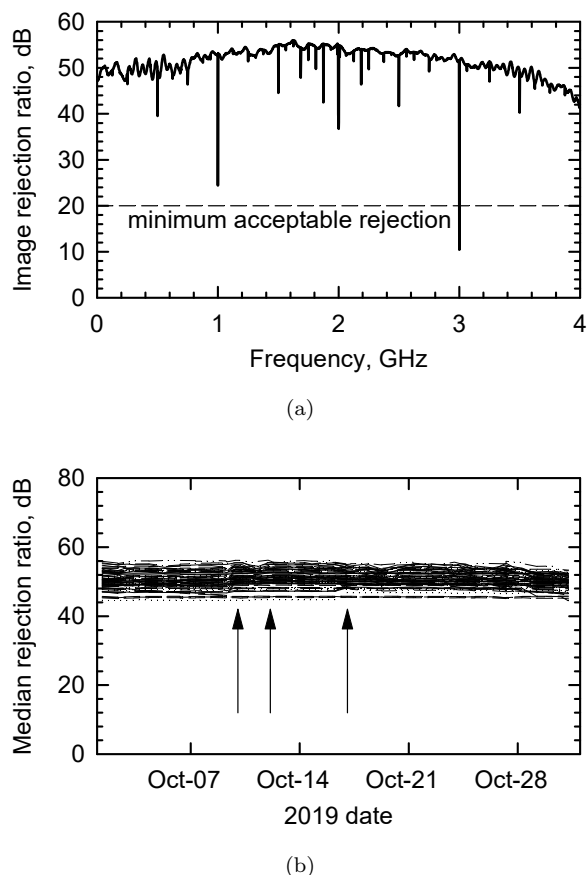 Image rejection ratio, dB
60
50
40
30
20
10
0
minimum acceptable rejection
0 1 2 3 4
Frequency, GHz
(a)
Median rejection ratio, dB
80
60
40
20
0
Oct-07 Oct-14 Oct-21 Oct-28
2019 date
(b)